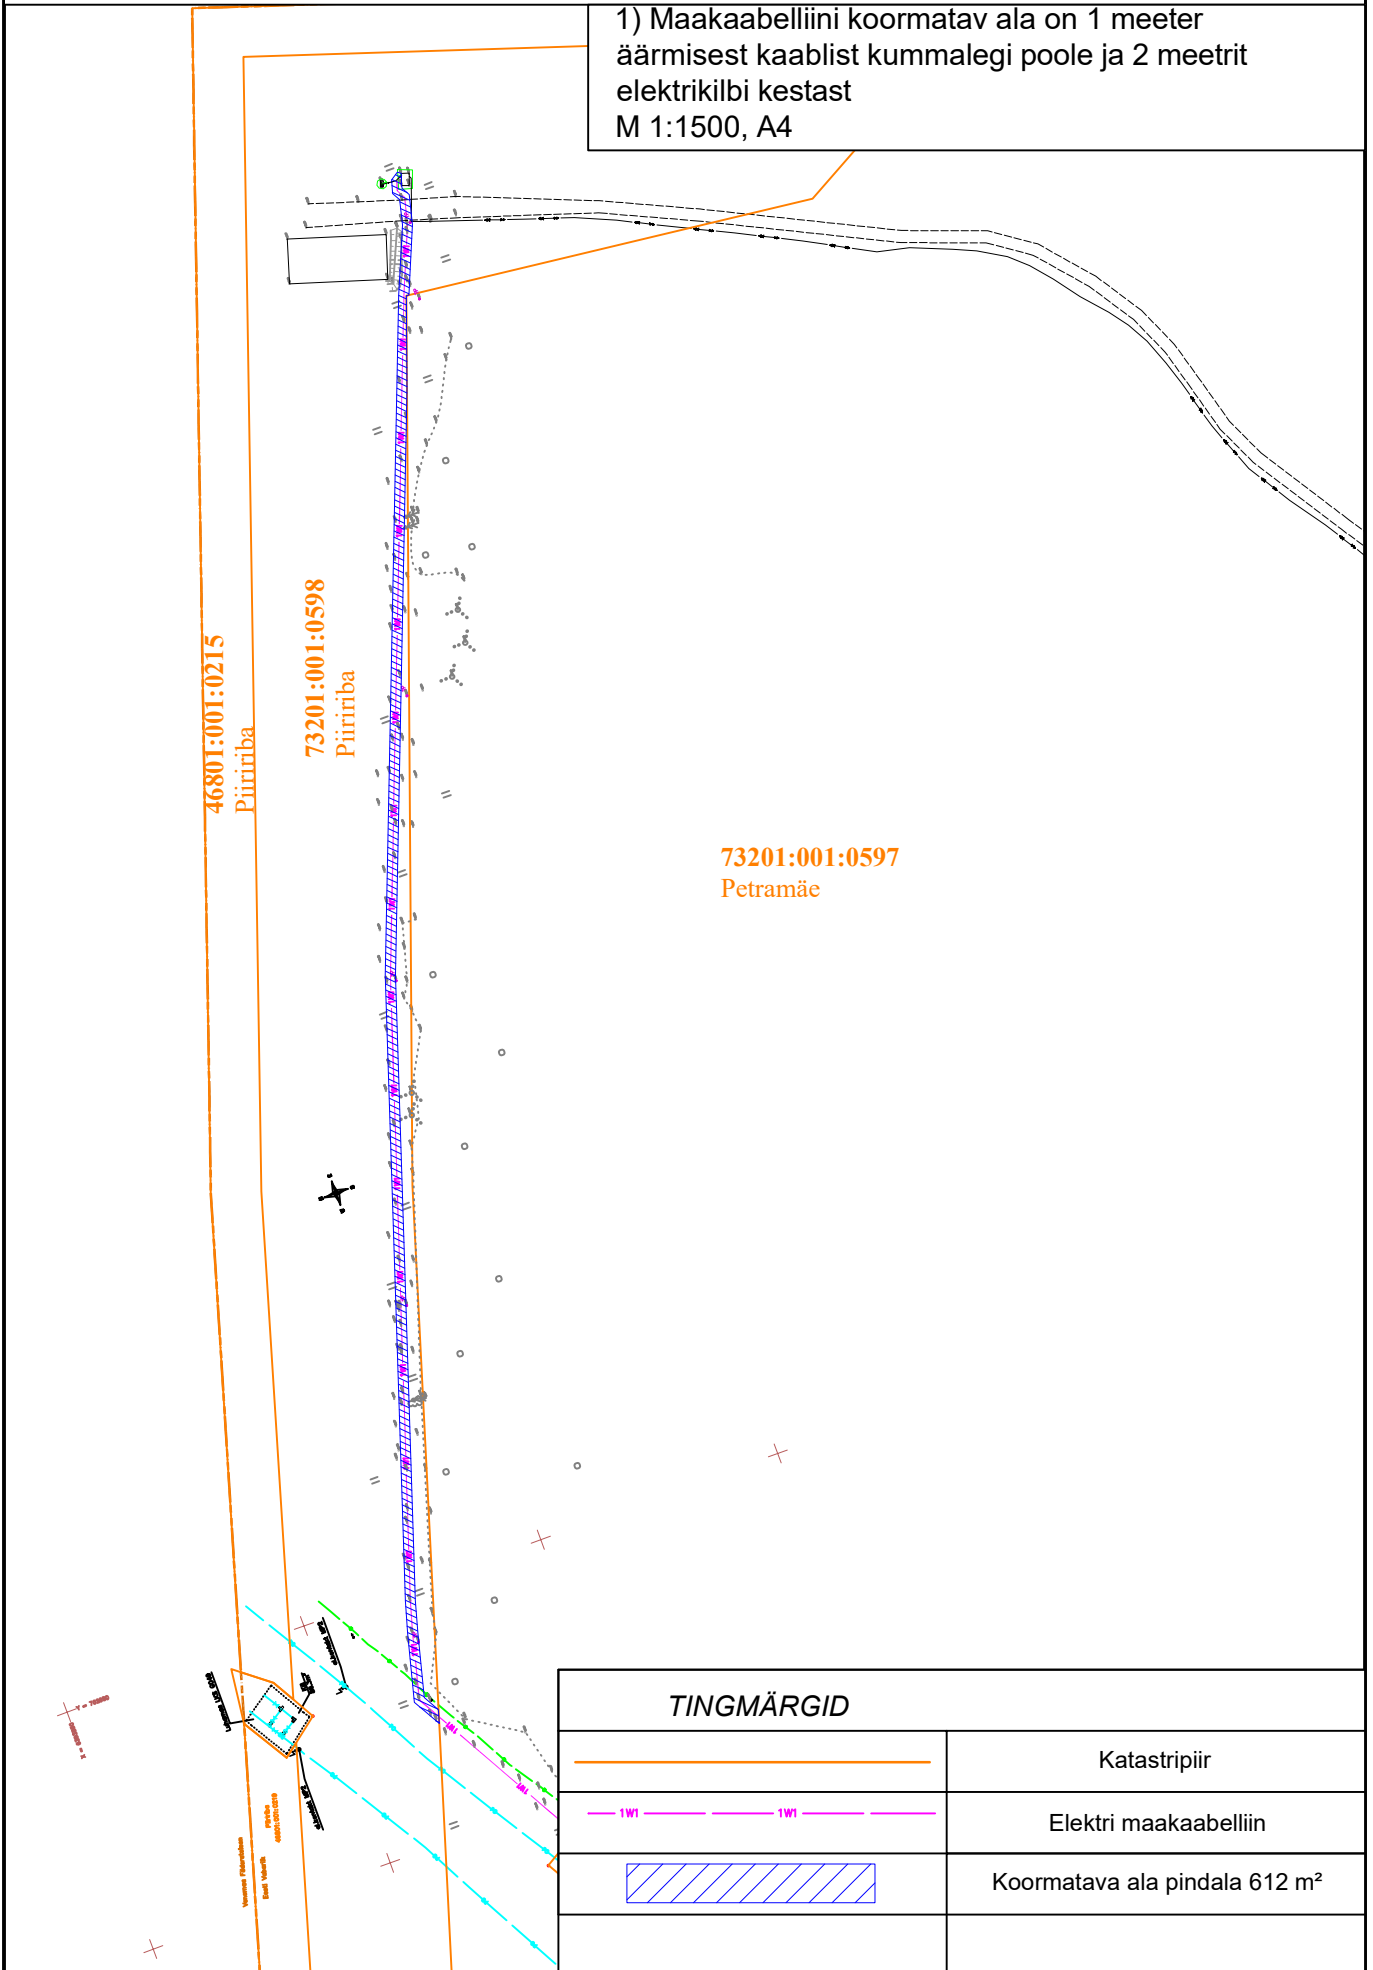 1) Maakaabelliini koormatav ala on 1 meeter
äärmisest kaablist kummalegi poole ja 2 meetrit
elektrikilbi kestast
M 1:1500, A4
46801:001:0215
Piiririba
73201:001:0598
Piiririba
73201:001:0597
Petramäe
TINGMÄRGID
Katastripiir
1W1 1W1
Elektri maakaabelliin
Koormatava ala pindala 612 m²